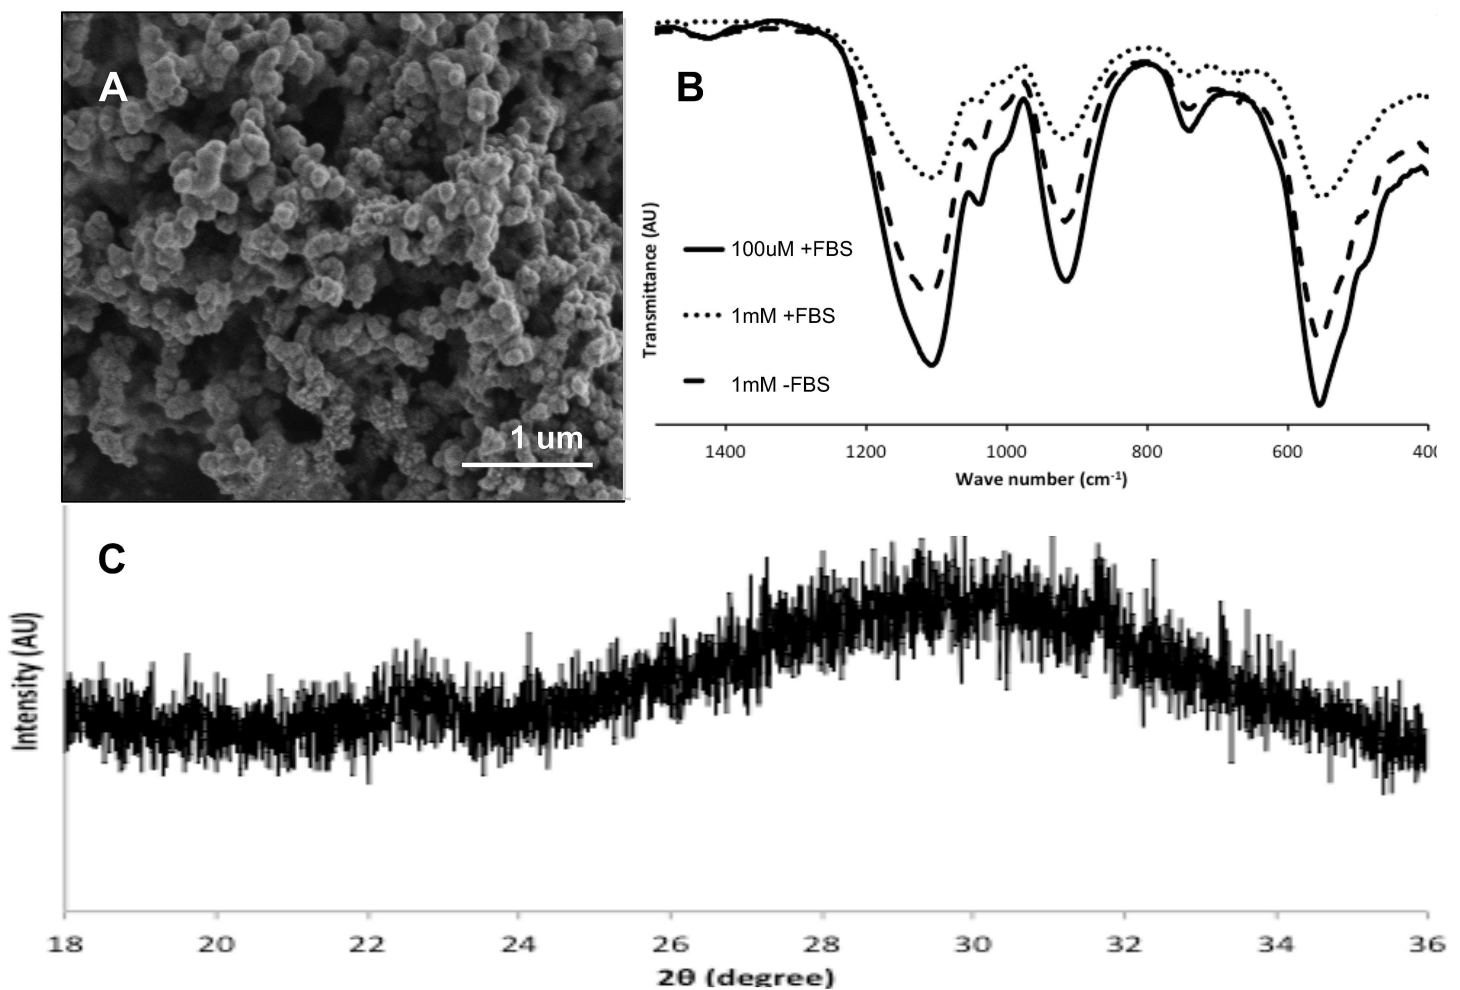 A
1 um
B
Transmittance (AU)
100uM +FBS
1mM +FBS
1mM -FBS
1400 1200 1000 800 600 400
Wave number (cm⁻¹)
C
Intensity (AU)
18 20 22 24 26 28 30 32 34 36
2θ (degree)